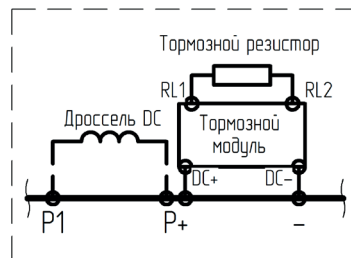 Тормозной резистор
RL1
RL2
Дроссель DC
Тормозной
модуль
DC+
DC-
P1
P+
-